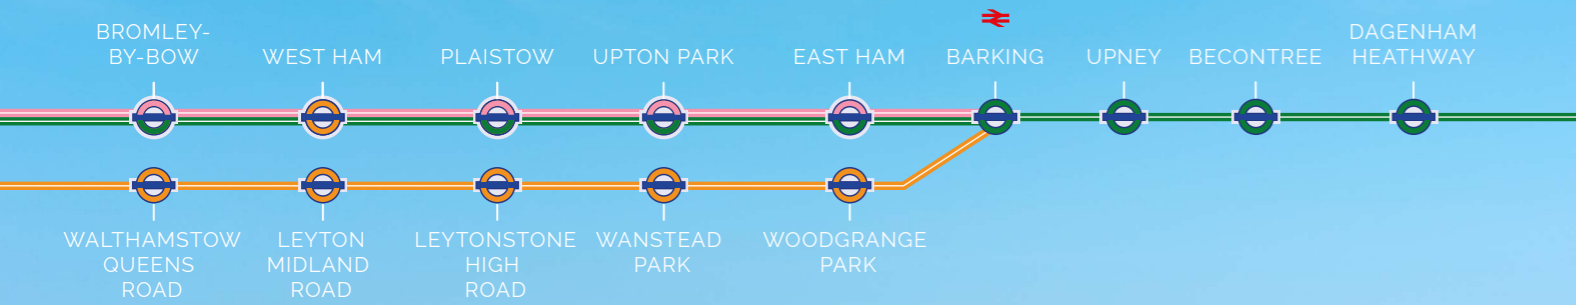 BROMLEY-
BY-BOW
WEST HAM
PLAISTOW
UPTON PARK
EAST HAM
BARKING
UPNEY
BECONTREE
DAGENHAM
HEATHWAY
WALTHAMSTOW
QUEENS
ROAD
LEYTON
MIDLAND
ROAD
LEYTONSTONE
HIGH
ROAD
WANSTEAD
PARK
WOODGRANGE
PARK